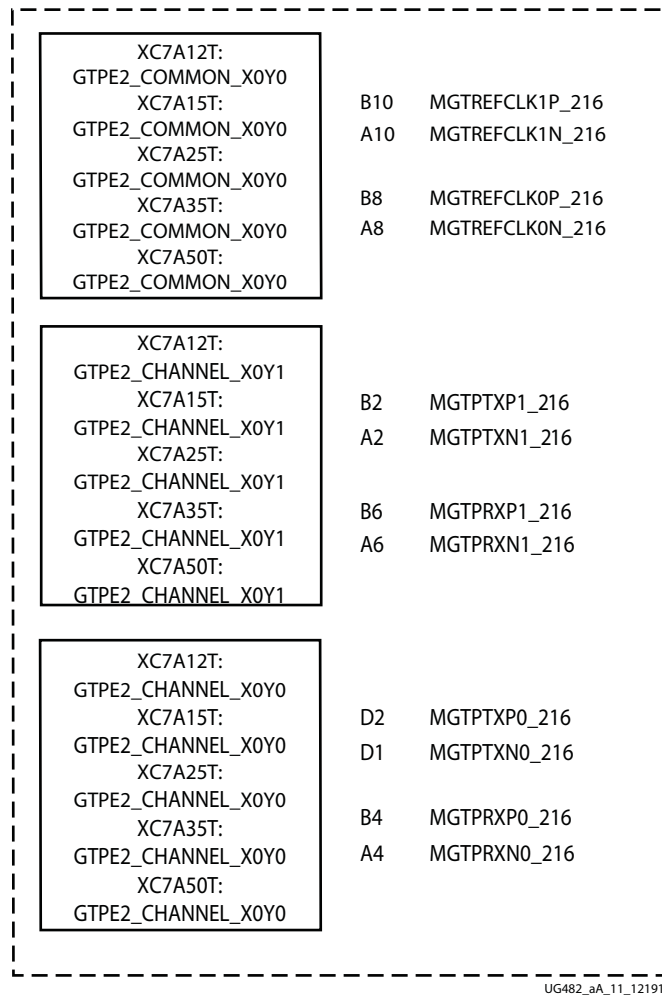 XC7A12T:
GTPE2_COMMON_X0Y0
XC7A15T:
GTPE2_COMMON_X0Y0
XC7A25T:
GTPE2_COMMON_X0Y0
XC7A35T:
GTPE2_COMMON_X0Y0
XC7A50T:
GTPE2_COMMON_X0Y0
B10 MGTREFCLK1P_216
A10 MGTREFCLK1N_216
B8 MGTREFCLK0P_216
A8 MGTREFCLK0N_216
XC7A12T:
GTPE2_CHANNEL_X0Y1
XC7A15T:
GTPE2_CHANNEL_X0Y1
XC7A25T:
GTPE2_CHANNEL_X0Y1
XC7A35T:
GTPE2_CHANNEL_X0Y1
XC7A50T:
GTPE2_CHANNEL_X0Y1
B2 MGTPTXP1_216
A2 MGTPTXN1_216
B6 MGTPRXP1_216
A6 MGTPRXN1_216
XC7A12T:
GTPE2_CHANNEL_X0Y0
XC7A15T:
GTPE2_CHANNEL_X0Y0
XC7A25T:
GTPE2_CHANNEL_X0Y0
XC7A35T:
GTPE2_CHANNEL_X0Y0
XC7A50T:
GTPE2_CHANNEL_X0Y0
D2 MGTPTXP0_216
D1 MGTPTXN0_216
B4 MGTPRXP0_216
A4 MGTPRXN0_216
UG482_aA_11_12191